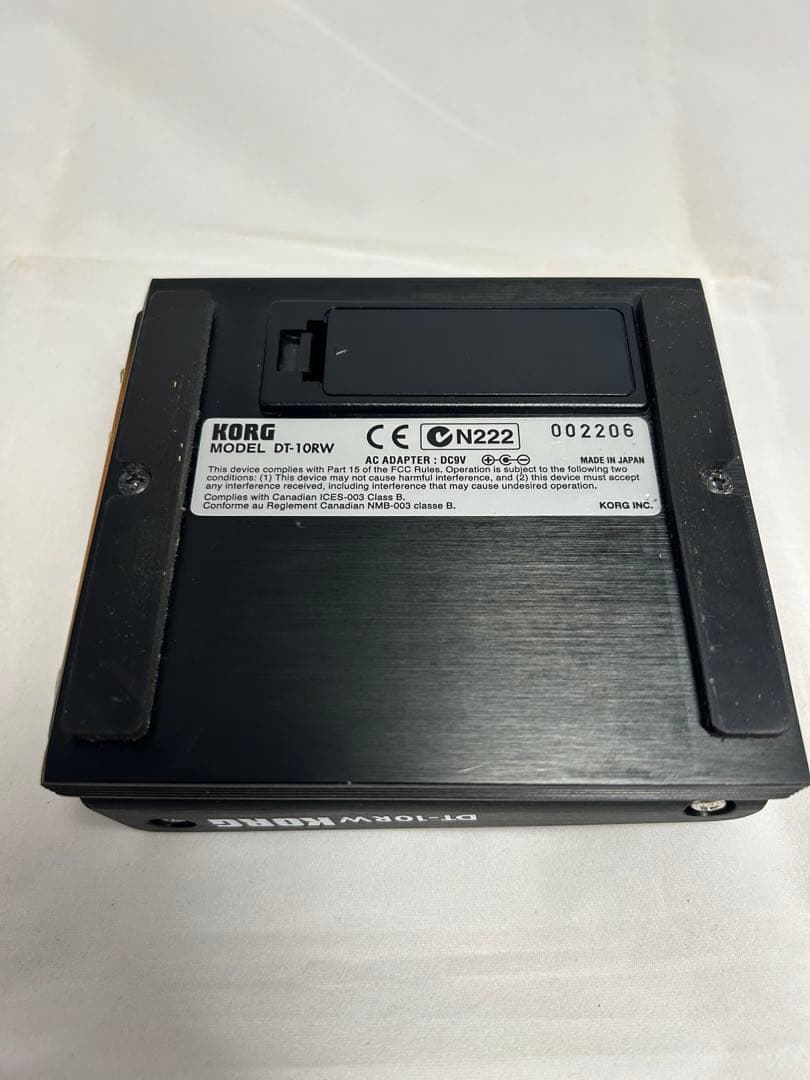 KORG
MODEL DT-10RW
CE N222 002206
AC ADAPTER : DC9V
MADE IN JAPAN
This device complies with Part 15 of the FCC Rules. Operation is subject to the following two
conditions: (1) This device may not cause harmful interference, and (2) this device must accept
any interference received, including interference that may cause undesired operation.
Complies with Canadian ICES-003 Class B.
Conforme au Reglement Canadian NMB-003 classe B.
KORG INC.
DT-10RW KORG